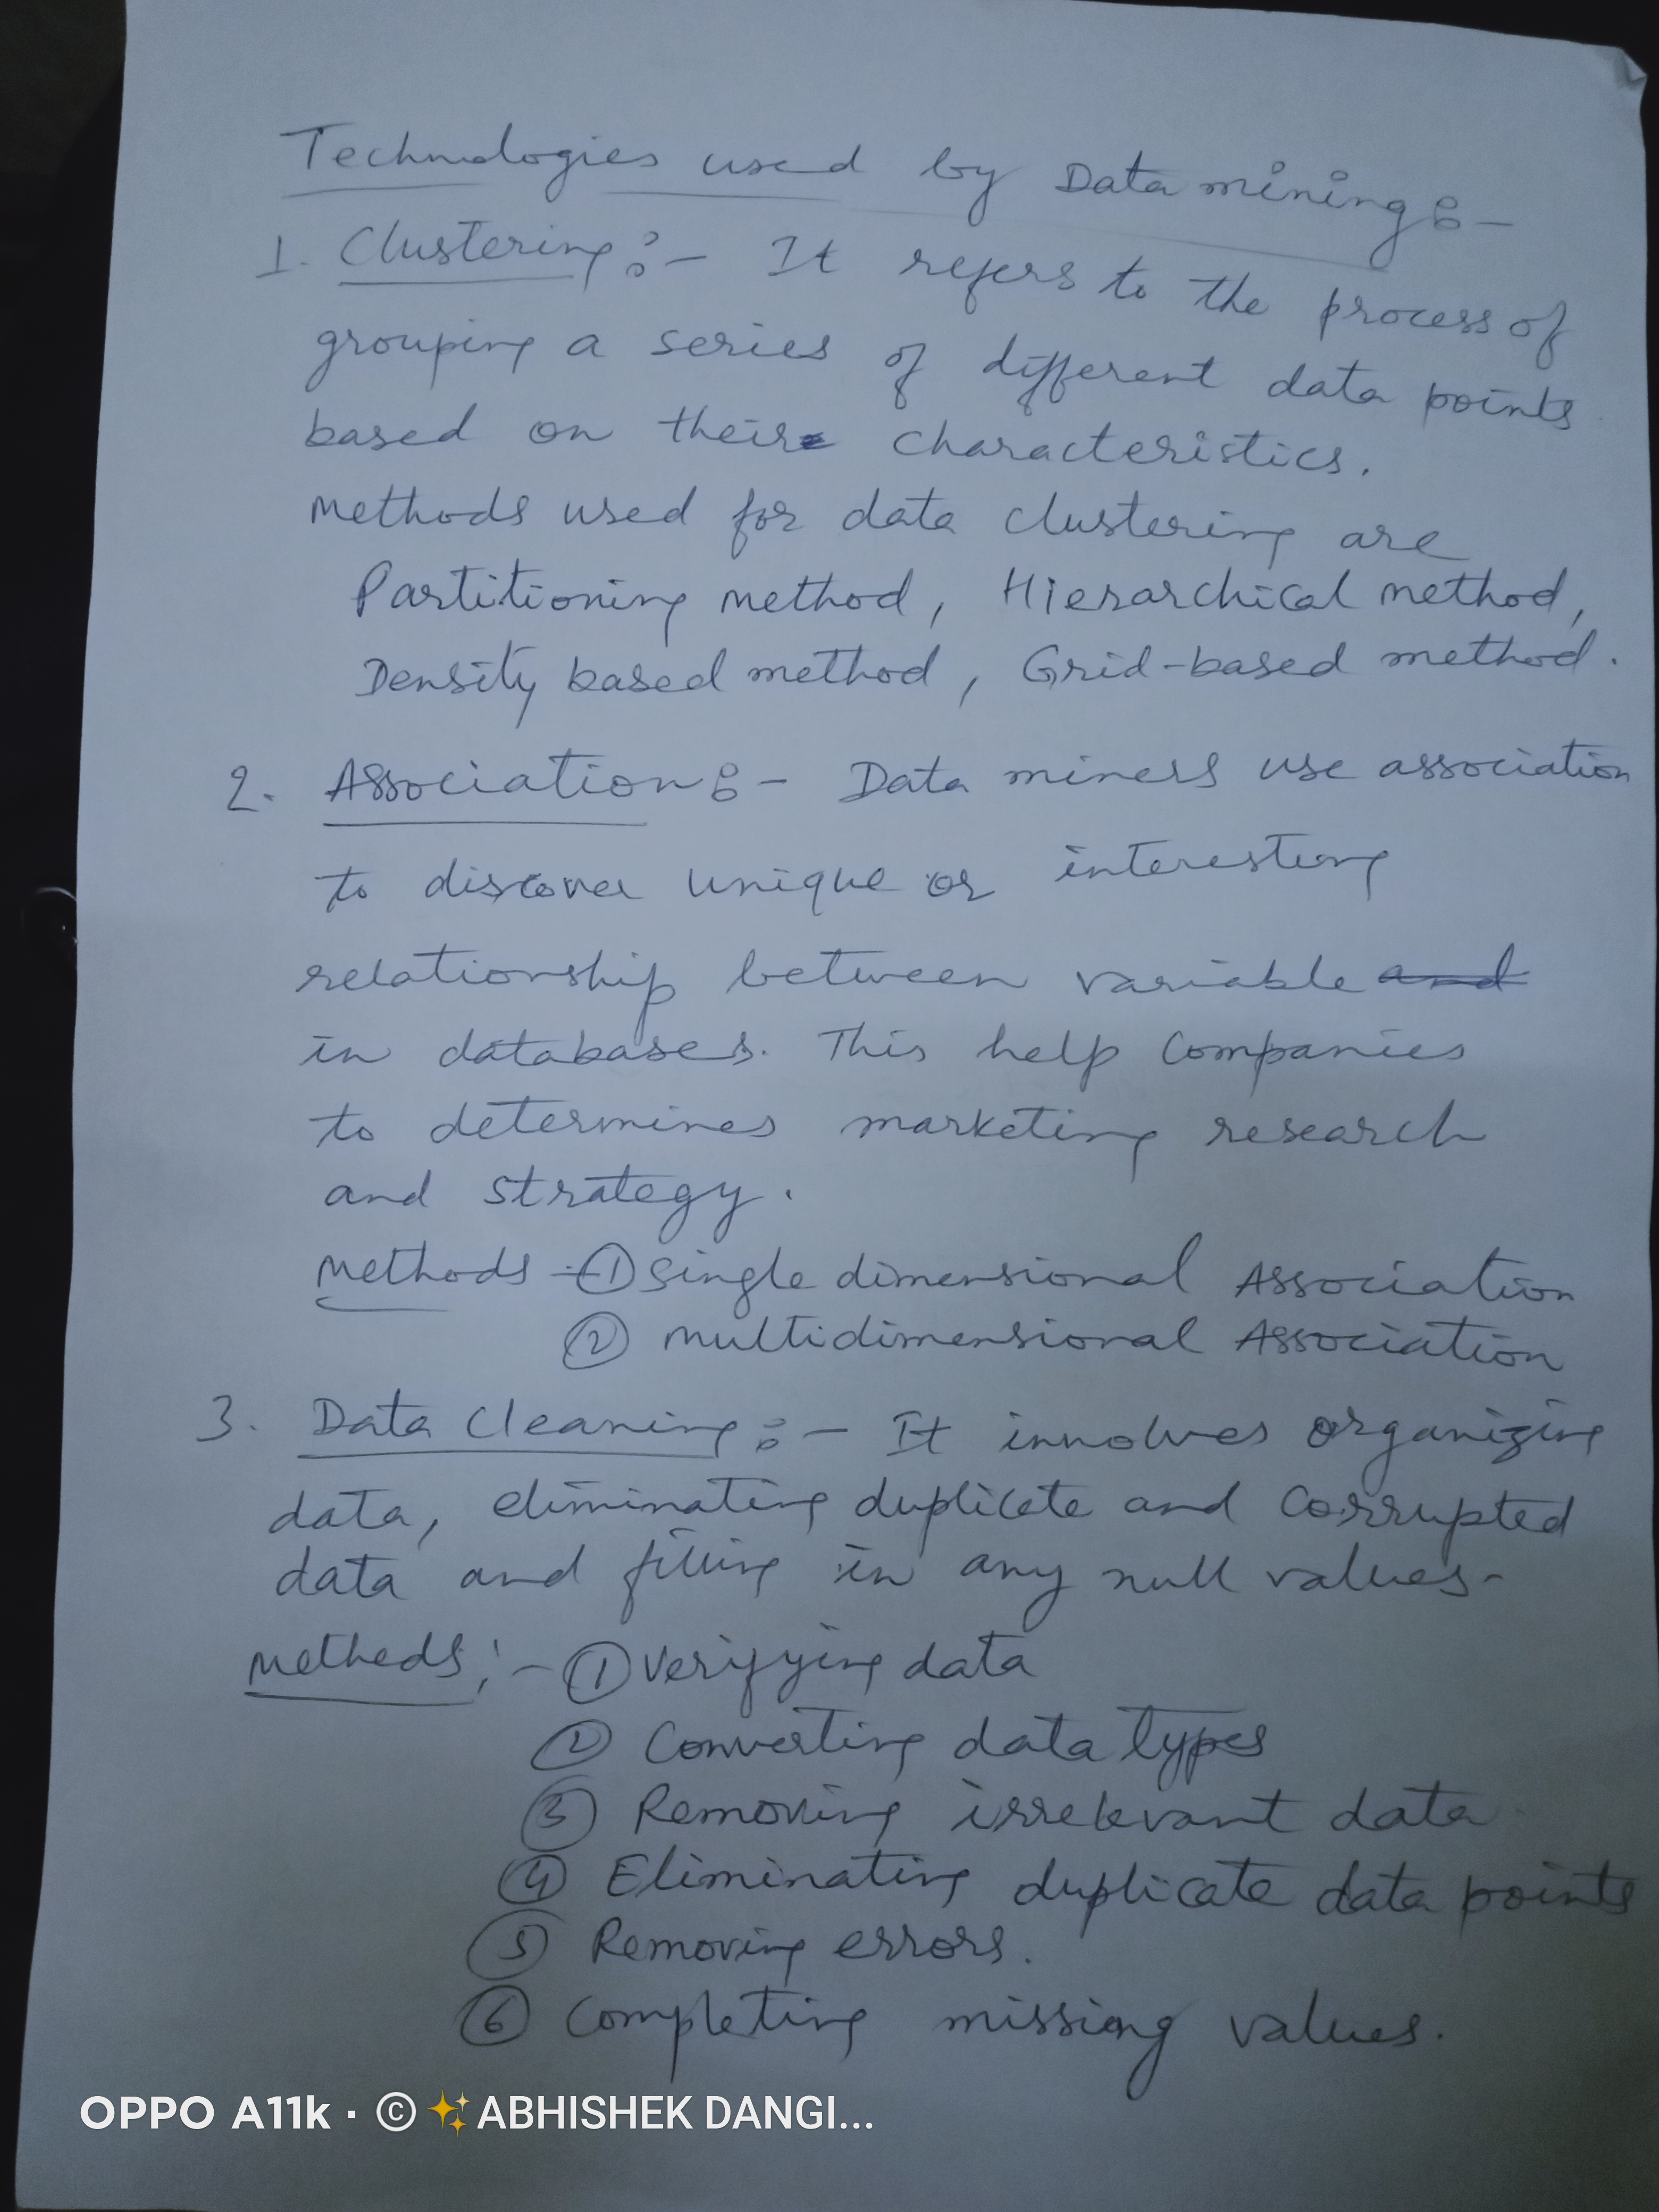 Technologies used by Data mining :-
1. Clustering :- It refers to the process of
grouping a series of different data points
based on their characteristics.
Methods used for data clustering are
Partitioning method, Hierarchical method,
Density based method, Grid-based method.
2. Association :- Data miners use association
to discover unique or interesting
relationship between variable and
in databases. This help Companies
to determines marketing research
and strategy.
Methods - ① Single dimensional Association
② Multidimensional Association
3. Data Cleaning :- It involves organizing
data, eliminating duplicate and Corrupted
data and filling in any null values.
Methods :- ① Verifying data
② Converting data types
③ Removing irrelevant data
④ Eliminating duplicate data points
⑤ Removing errors.
⑥ Completing missing values.
OPPO A11k · © ✨ABHISHEK DANGI...